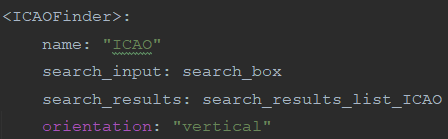 <ICAOFinder>:
name: "ICAO"
search_input: search_box
search_results: search_results_list_ICAO
orientation: "vertical"